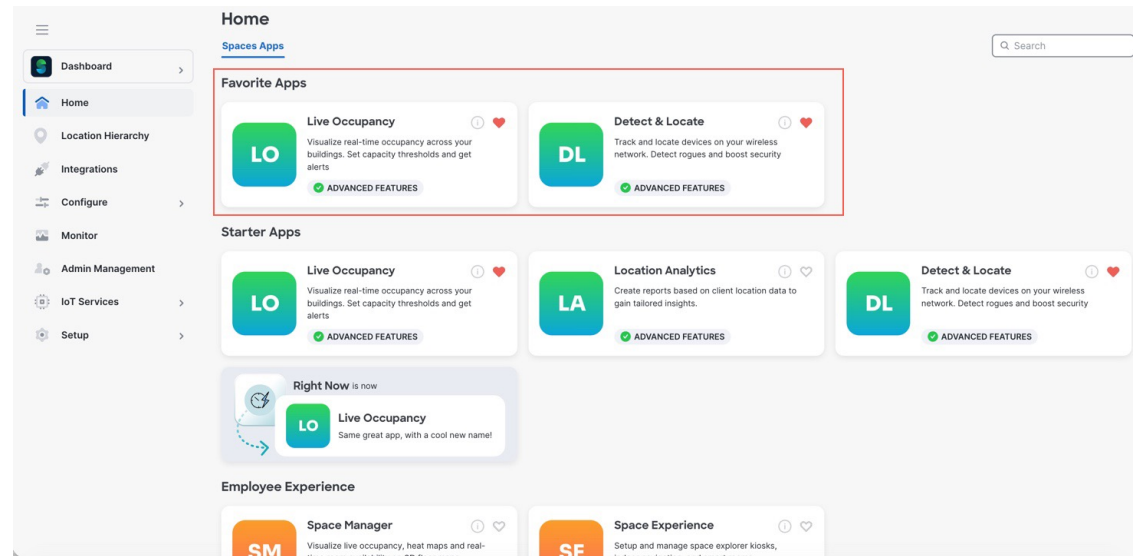 Home
Spaces Apps
Search
Dashboard
Home
Location Hierarchy
Integrations
Configure
Monitor
Admin Management
IoT Services
Setup
Favorite Apps
LO
Live Occupancy
Visualize real-time occupancy across your
buildings. Set capacity thresholds and get
alerts
ADVANCED FEATURES
DL
Detect & Locate
Track and locate devices on your wireless
network. Detect rogues and boost security
ADVANCED FEATURES
Starter Apps
LO
Live Occupancy
Visualize real-time occupancy across your
buildings. Set capacity thresholds and get
alerts
ADVANCED FEATURES
LA
Location Analytics
Create reports based on client location data to
gain tailored insights.
ADVANCED FEATURES
DL
Detect & Locate
Track and locate devices on your wireless
network. Detect rogues and boost security
ADVANCED FEATURES
Right Now is now
LO
Live Occupancy
Same great app, with a cool new name!
Employee Experience
SM
Space Manager
Visualize live occupancy, heat maps and real-
SE
Space Experience
Setup and manage space explorer kiosks,